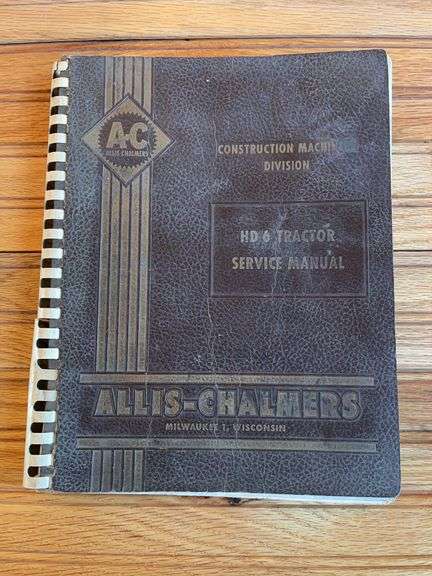 A-C
ALLIS-CHALMERS
CONSTRUCTION MACHINERY
DIVISION
HD 6 TRACTOR
SERVICE MANUAL
ALLIS-CHALMERS
MILWAUKEE 1, WISCONSIN